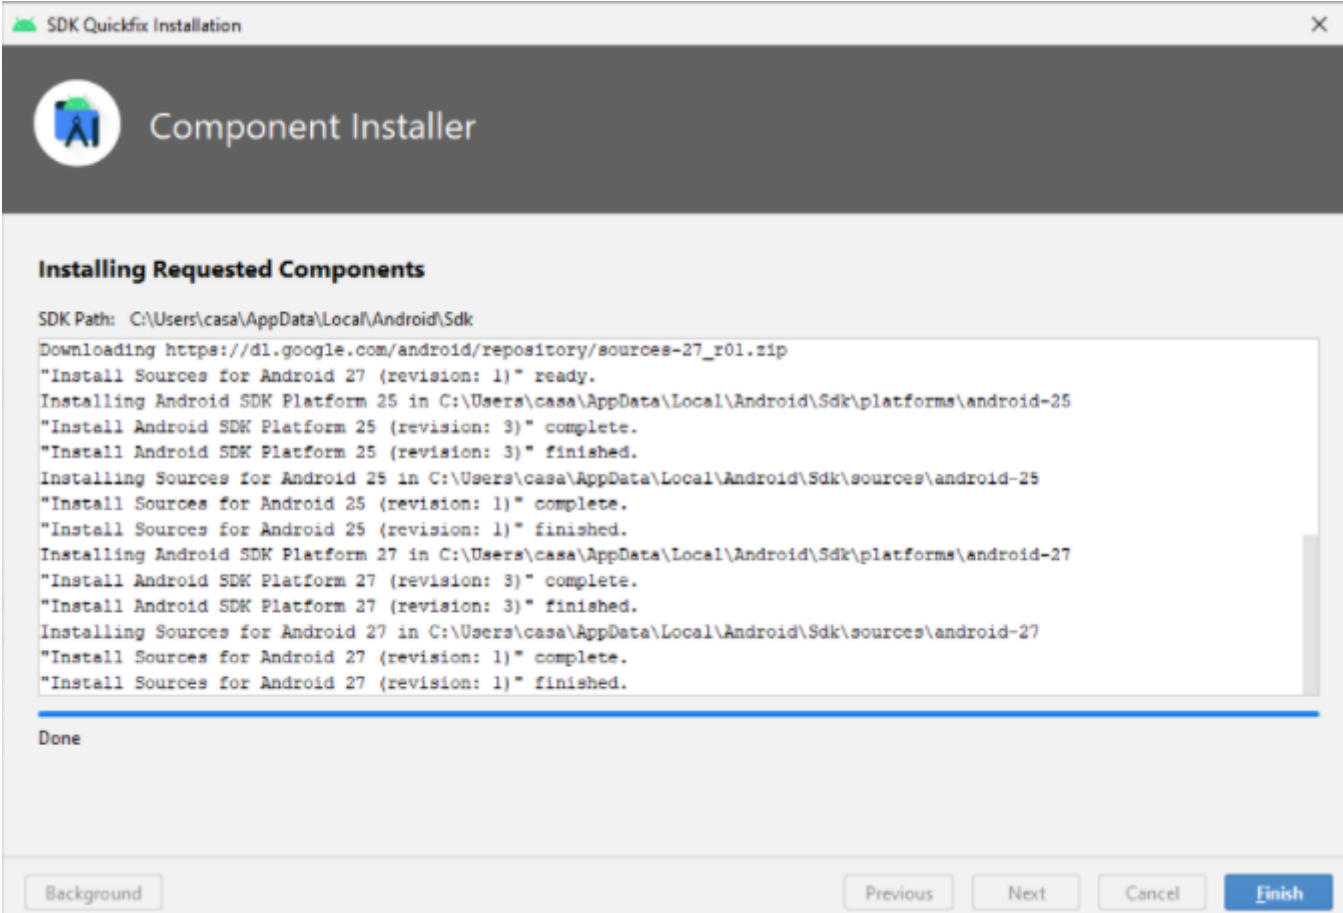 SDK Quickfix Installation
Component Installer
Installing Requested Components
SDK Path: C:\Users\casa\AppData\Local\Android\Sdk
Downloading https://dl.google.com/android/repository/sources-27_r01.zip
"Install Sources for Android 27 (revision: 1)" ready.
Installing Android SDK Platform 25 in C:\Users\casa\AppData\Local\Android\Sdk\platforms\android-25
"Install Android SDK Platform 25 (revision: 3)" complete.
"Install Android SDK Platform 25 (revision: 3)" finished.
Installing Sources for Android 25 in C:\Users\casa\AppData\Local\Android\Sdk\sources\android-25
"Install Sources for Android 25 (revision: 1)" complete.
"Install Sources for Android 25 (revision: 1)" finished.
Installing Android SDK Platform 27 in C:\Users\casa\AppData\Local\Android\Sdk\platforms\android-27
"Install Android SDK Platform 27 (revision: 3)" complete.
"Install Android SDK Platform 27 (revision: 3)" finished.
Installing Sources for Android 27 in C:\Users\casa\AppData\Local\Android\Sdk\sources\android-27
"Install Sources for Android 27 (revision: 1)" complete.
"Install Sources for Android 27 (revision: 1)" finished.
Done
Background Previous Next Cancel Finish